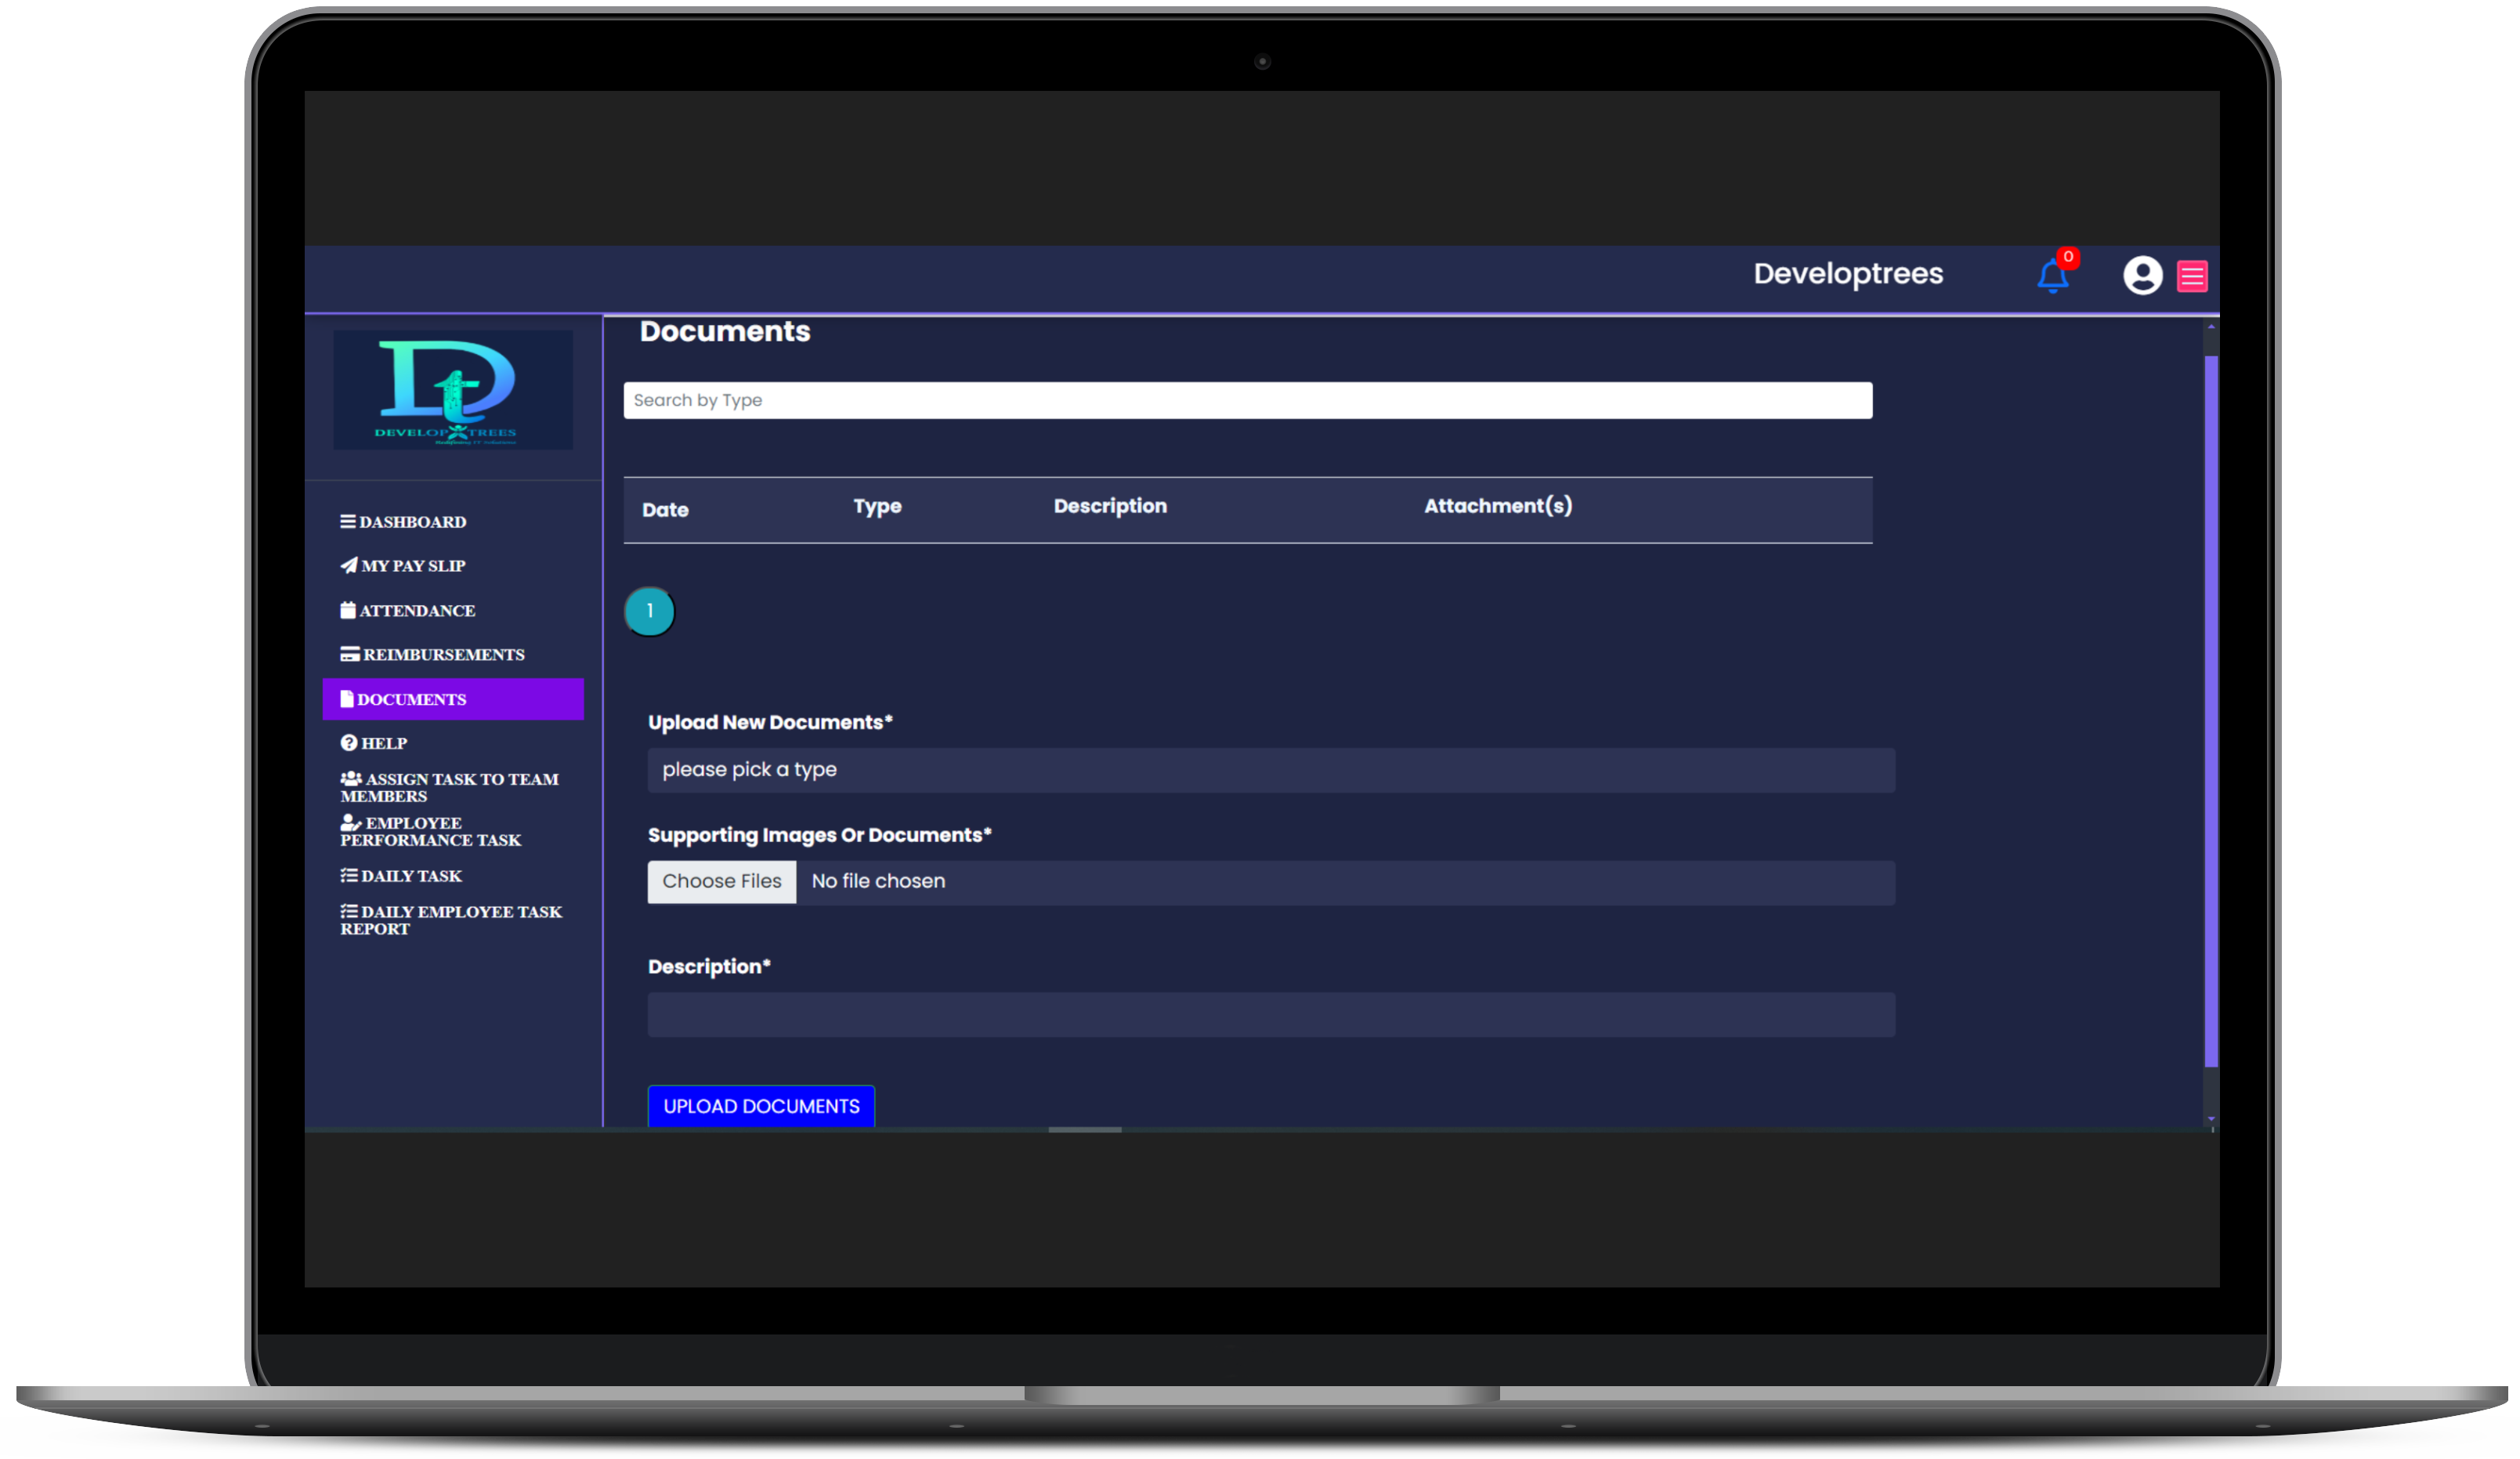 Developtrees
0
DEVELOP TREES
Documents
Search by Type
Date Type Description Attachment(s)
1
DASHBOARD
MY PAY SLIP
ATTENDANCE
REIMBURSEMENTS
DOCUMENTS
HELP
ASSIGN TASK TO TEAM
MEMBERS
EMPLOYEE
PERFORMANCE TASK
DAILY TASK
DAILY EMPLOYEE TASK
REPORT
Upload New Documents*
please pick a type
Supporting Images Or Documents*
Choose Files No file chosen
Description*
UPLOAD DOCUMENTS